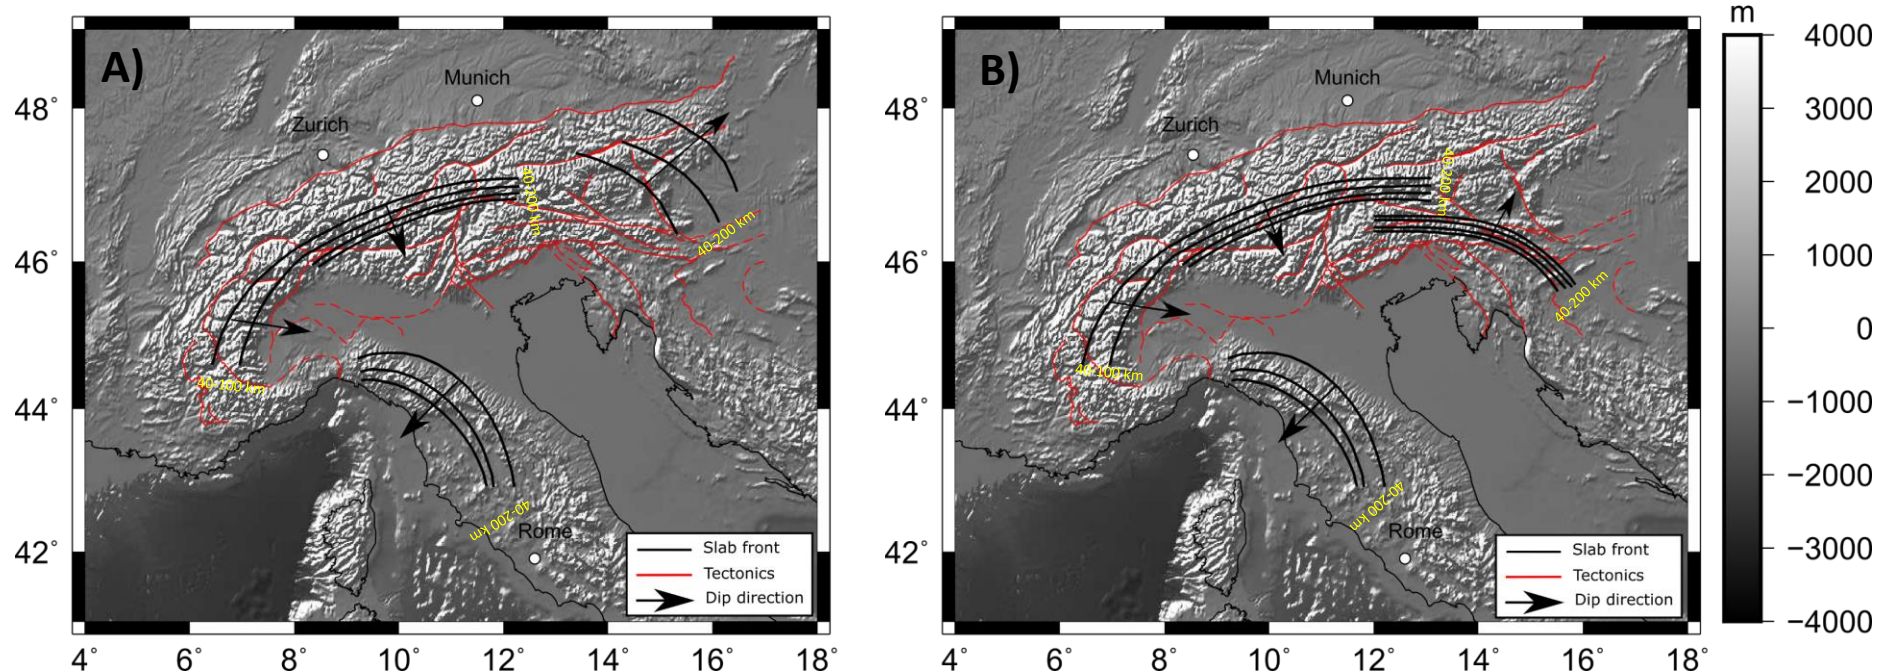 A)
Munich
Zurich
40-200 km
40-200 km
40-100 km
40-200 km
Rome
Slab front
Tectonics
Dip direction
48°
46°
44°
42°
4°
6°
8°
10°
12°
14°
16°
18°
B)
Munich
Zurich
40-200 km
40-200 km
40-100 km
40-200 km
Rome
Slab front
Tectonics
Dip direction
48°
46°
44°
42°
4°
6°
8°
10°
12°
14°
16°
18°
m
4000
3000
2000
1000
0
−1000
−2000
−3000
−4000